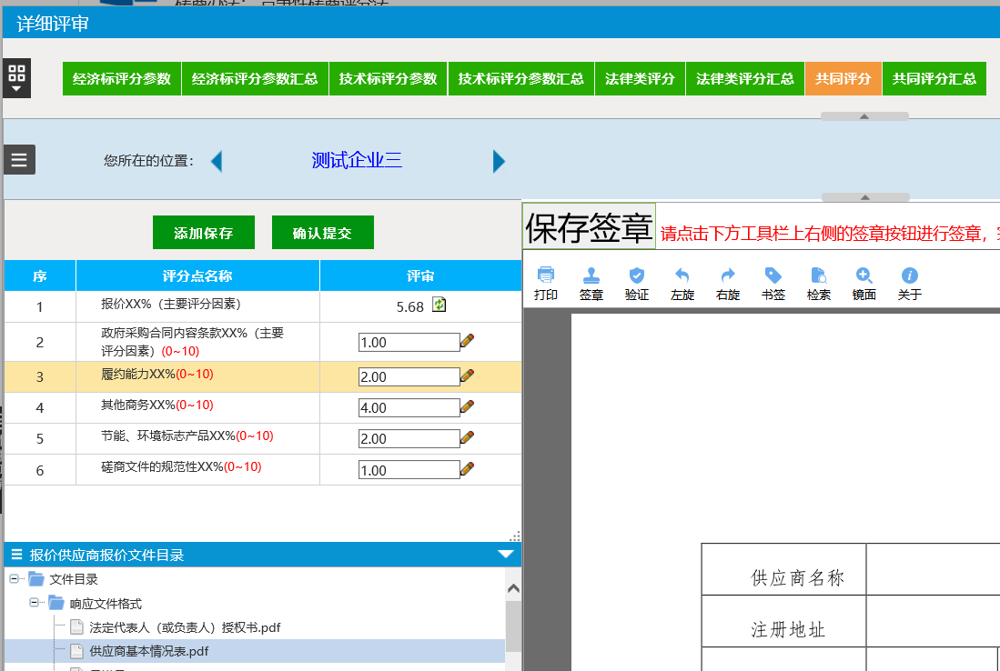 详细评审
经济标评分参数 经济标评分参数汇总 技术标评分参数 技术标评分参数汇总 法律类评分 法律类评分汇总 共同评分 共同评分汇总
您所在的位置： 测试企业三
添加保存 确认提交
序 评分点名称 评审
1 报价XX%（主要评分因素） 5.68
2 政府采购合同内容条款XX%（主要
评分因素）(0~10) 1.00
3 履约能力XX%(0~10) 2.00
4 其他商务XX%(0~10) 4.00
5 节能、环境标志产品XX%(0~10) 2.00
6 磋商文件的规范性XX%(0~10) 1.00
报价供应商报价文件目录
文件目录
响应文件格式
法定代表人（或负责人）授权书.pdf
供应商基本情况表.pdf
保存签章 请点击下方工具栏上右侧的签章按钮进行签章，
打印 签章 验证 左旋 右旋 书签 检索 镜面 关于
供应商名称
注册地址